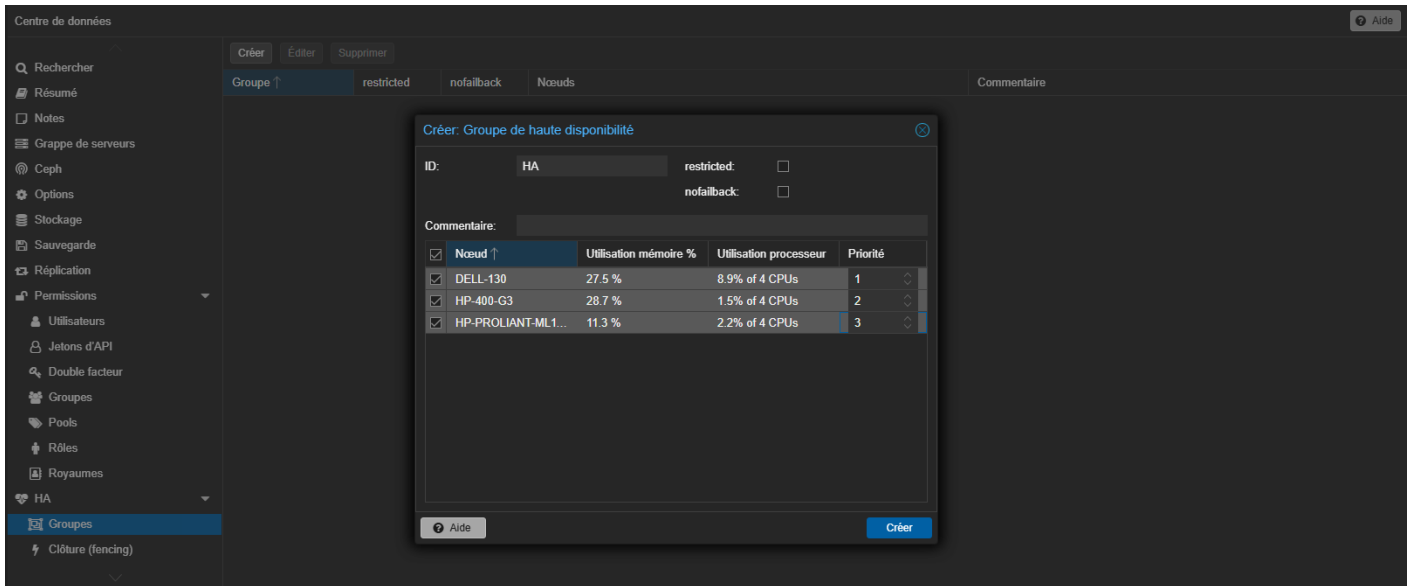 Centre de données
Aide
Rechercher
Résumé
Notes
Grappe de serveurs
Ceph
Options
Stockage
Sauvegarde
Réplication
Permissions
Utilisateurs
Jetons d'API
Double facteur
Groupes
Pools
Rôles
Royaumes
HA
Groupes
Clôture (fencing)
Créer Éditer Supprimer
Groupe restricted nofailback Nœuds Commentaire
Créer: Groupe de haute disponibilité
ID: HA restricted:
nofailback:
Commentaire:
Nœud Utilisation mémoire % Utilisation processeur Priorité
DELL-130 27.5 % 8.9% of 4 CPUs 1
HP-400-G3 28.7 % 1.5% of 4 CPUs 2
HP-PROLIANT-ML1... 11.3 % 2.2% of 4 CPUs 3
Aide Créer